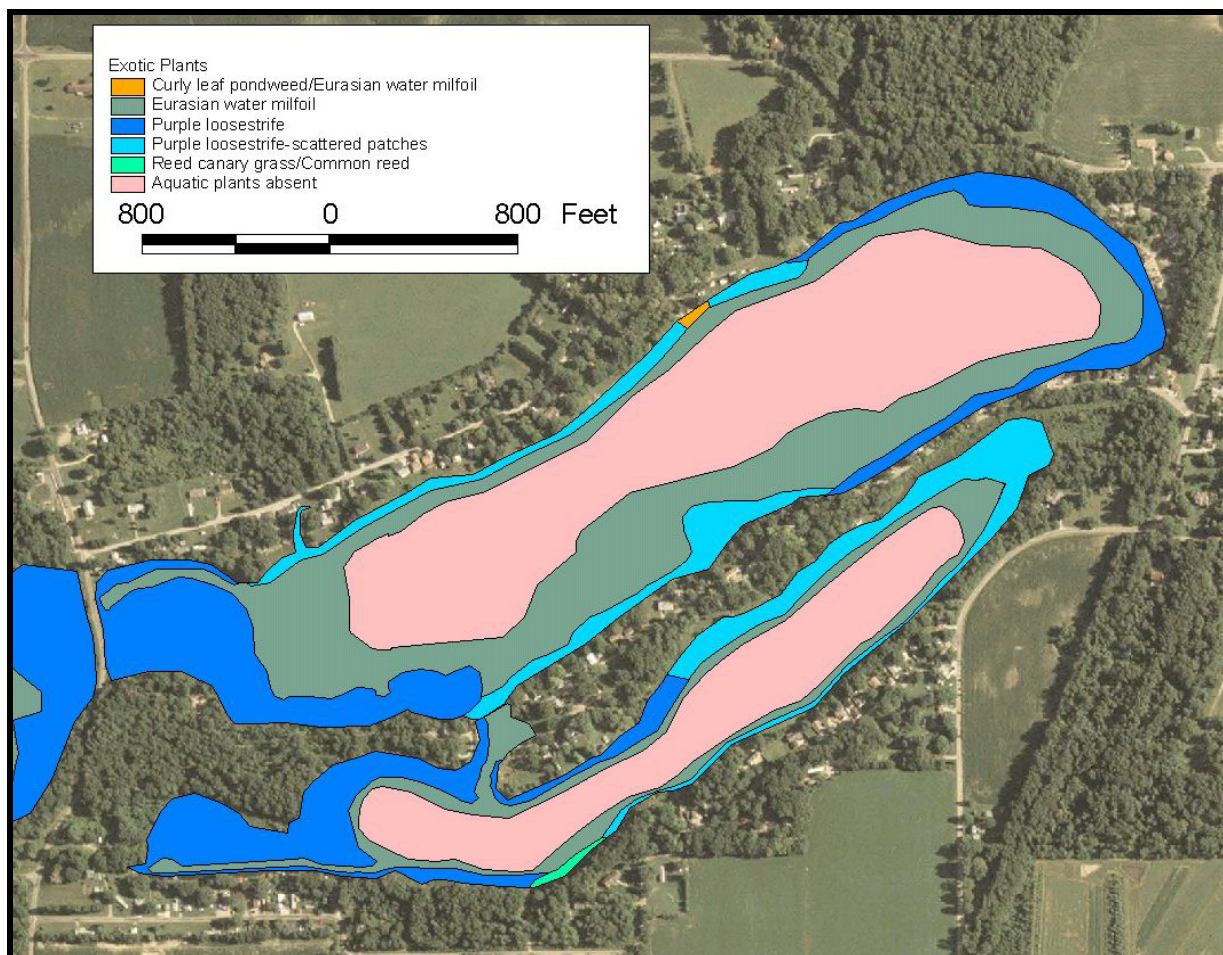 Exotic Plants
Curly leaf pondweed/Eurasian water milfoil
Eurasian water milfoil
Purple loosestrife
Purple loosestrife-scattered patches
Reed canary grass/Common reed
Aquatic plants absent
800 0 800 Feet